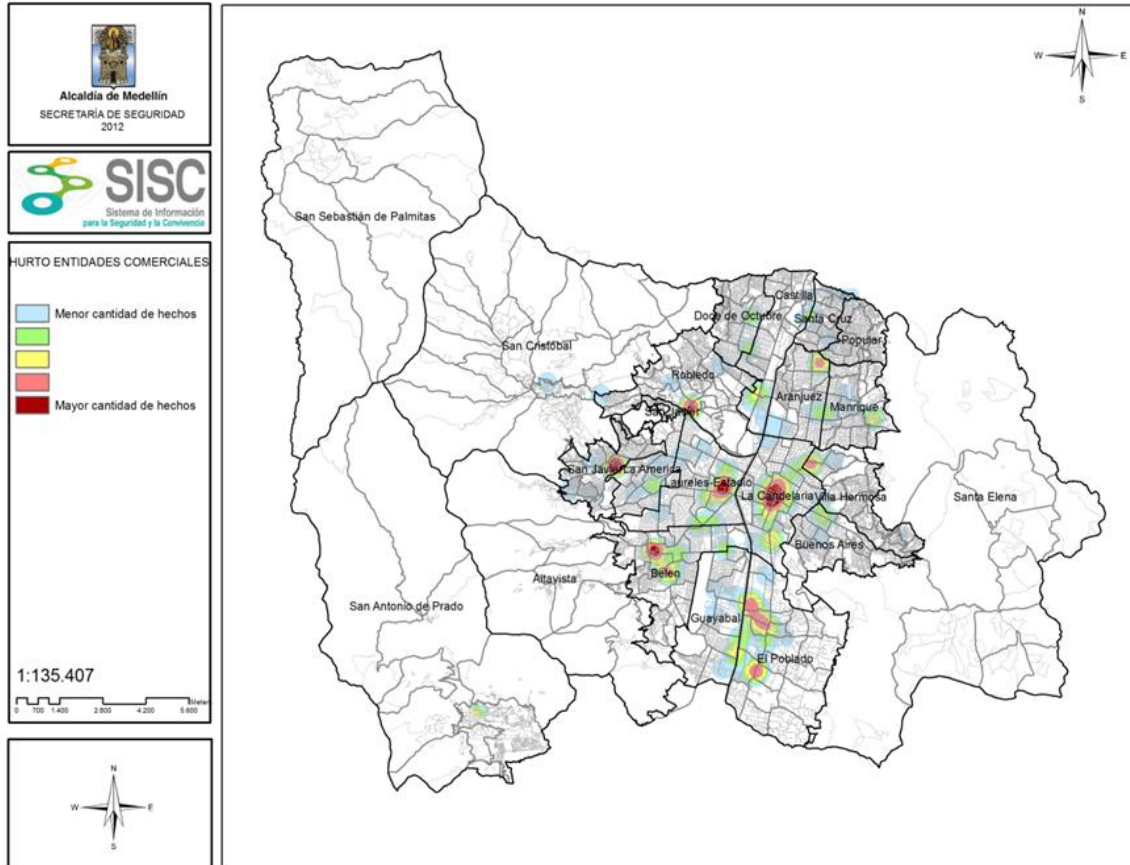 Alcaldía de Medellín
SECRETARÍA DE SEGURIDAD
2012
SISC
Sistema de Información
para la Seguridad y la Convivencia
HURTO ENTIDADES COMERCIALES
Menor cantidad de hechos
Mayor cantidad de hechos
1:135.407
Meters
0 700 1.400 2.800 4.200 5.600
N
W E
S
N
W E
S
San Sebastián de Palmitas
Castilla
Doce de Octubre
Santa Cruz
Popular
San Cristóbal
Robledo
Aranjuez
Manrique
San Javier
La America
Laureles-Estadio
La Candelaria
Villa Hermosa
Santa Elena
Buenos Aires
Belen
Altavista
San Antonio de Prado
Guayabal
El Poblado